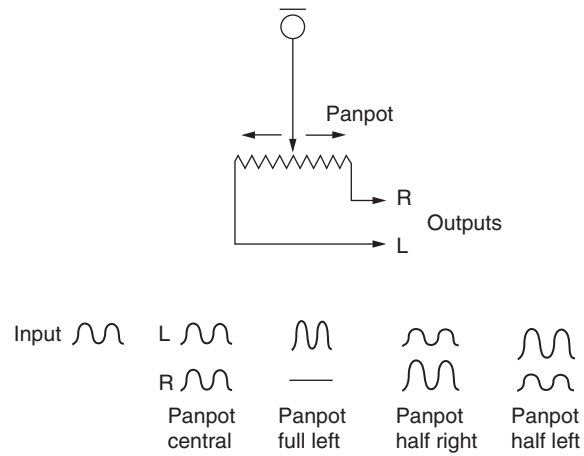 Panpot
R
Outputs
L
Input
L
R
Panpot
central
Panpot
full left
Panpot
half right
Panpot
half left